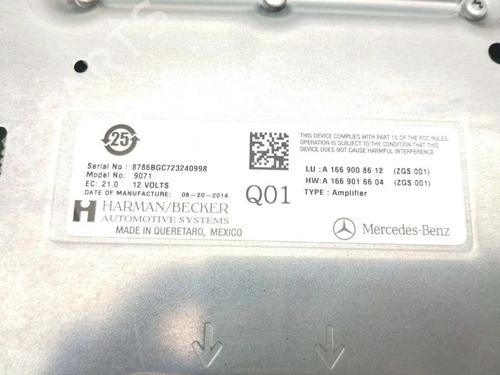 25
Serial No : 8786BGC723240998
Model No : 9071
EC: 21.0 12 VOLTS
DATE OF MANUFACTURE: 08-20-2014
HARMAN/BECKER
AUTOMOTIVE SYSTEMS
MADE IN QUERETARO, MEXICO
Q01
THIS DEVICE COMPLIES WITH PART 15 OF THE FCC RULES.
OPERATION IS SUBJECT TO THE CONDITION THAT THIS
DEVICE DOES NOT CAUSE HARMFUL INTERFERENCE
LU : A 166 900 86 12 (ZGS 001)
HW: A 166 901 66 04 (ZGS 001)
TYPE : Amplifier
Mercedes-Benz